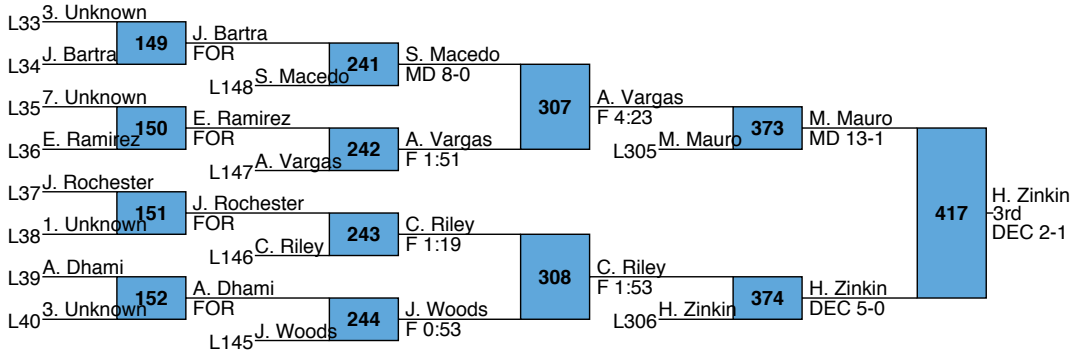 L33 3. Unknown
149
J. Bartra
FOR
L34 J. Bartra
241
S. Macedo
MD 8-0
L148 S. Macedo
307
A. Vargas
F 4:23
L35 7. Unknown
150
E. Ramirez
FOR
L36 E. Ramirez
242
A. Vargas
F 1:51
L147 A. Vargas
373
M. Mauro
MD 13-1
L305 M. Mauro
417
H. Zinkin
3rd
DEC 2-1
L37 J. Rochester
151
J. Rochester
FOR
L38 1. Unknown
243
C. Riley
F 1:19
L146 C. Riley
308
C. Riley
F 1:53
L39 A. Dhami
152
A. Dhami
FOR
L40 3. Unknown
244
J. Woods
F 0:53
L145 J. Woods
374
H. Zinkin
DEC 5-0
L306 H. Zinkin